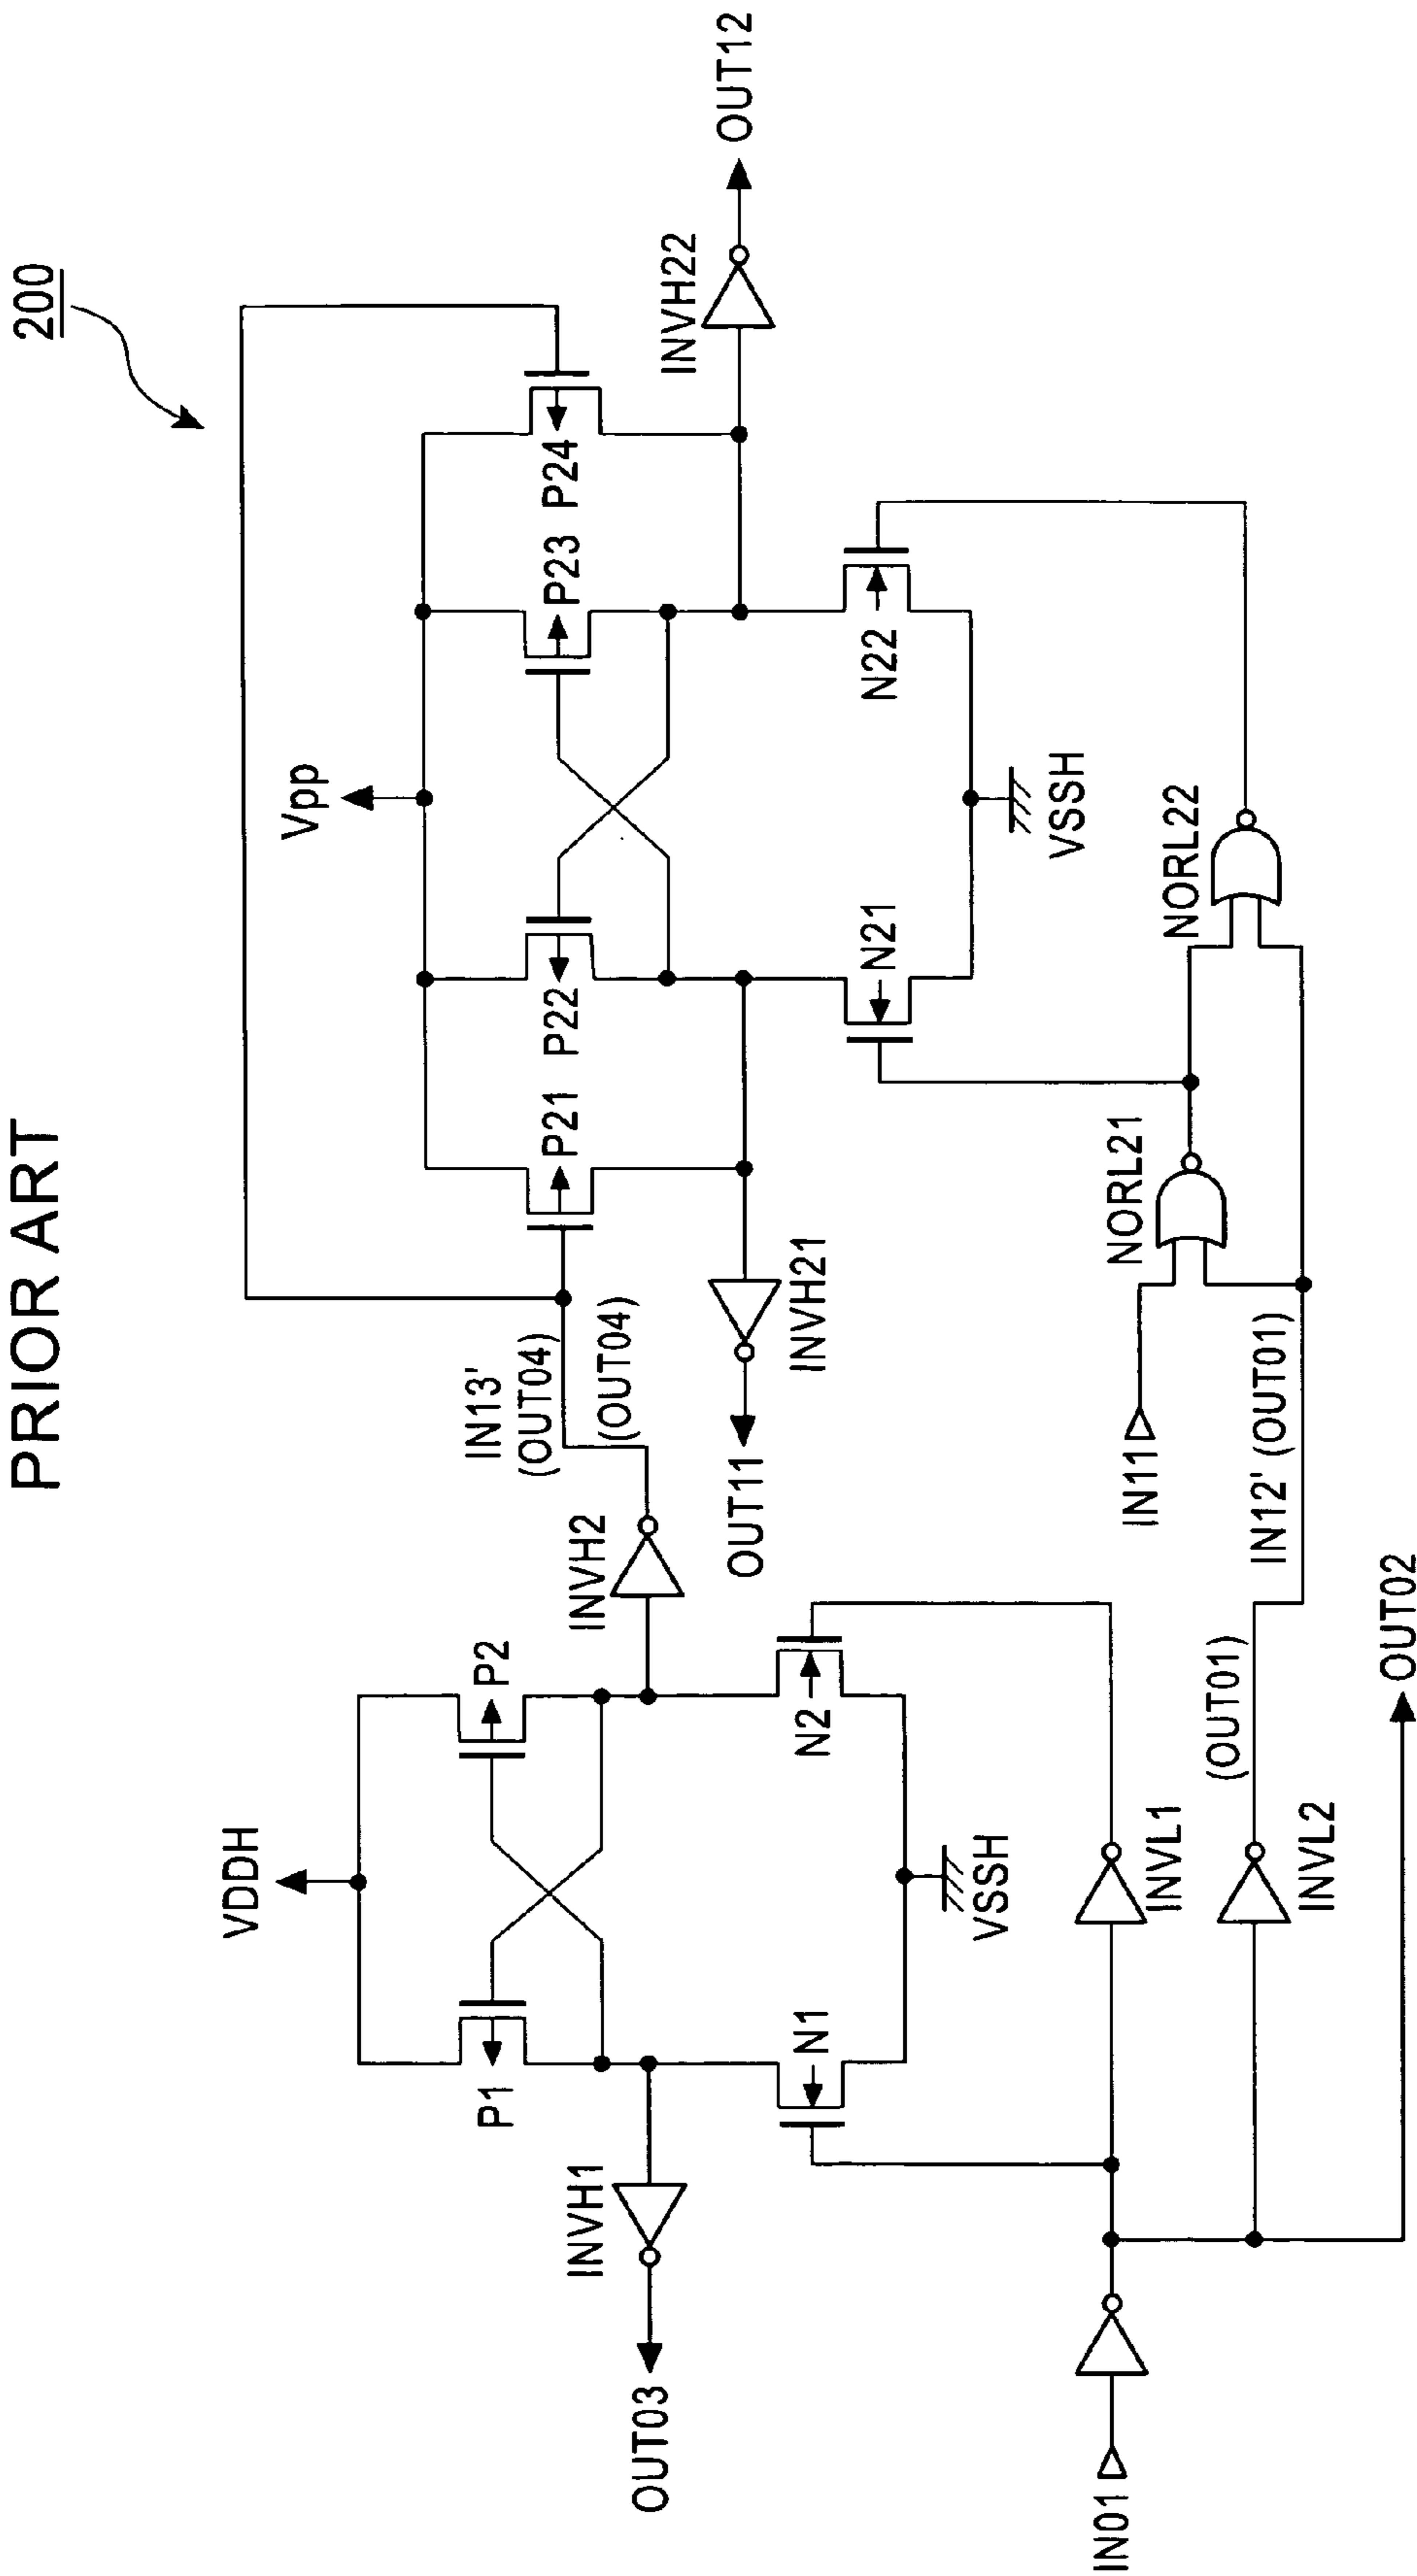 PRIOR ART
200
VDDH
P1
P2
INVH1
OUT03
INVH2
N1
N2
VSSH
IN01
INVL1
INVL2
(OUT01)
OUT02
IN13'
(OUT04)
(OUT04)
Vpp
P21
P22
P23
P24
INVH21
OUT11
INVH22
OUT12
N21
N22
VSSH
IN11
NORL21
NORL22
IN12' (OUT01)